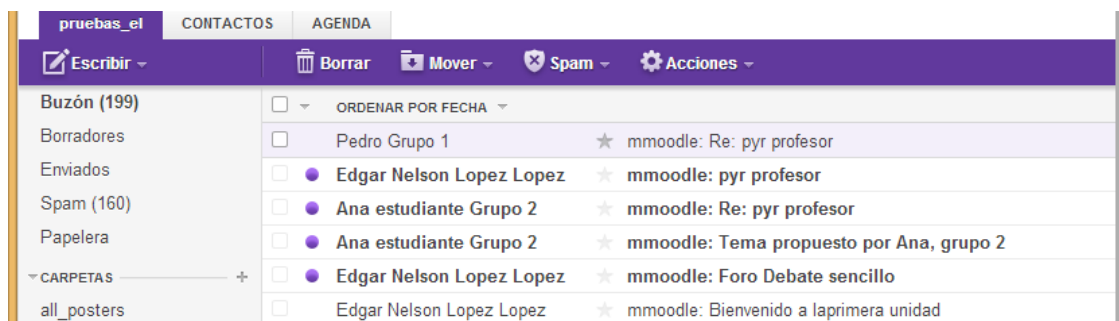 pruebas_el CONTACTOS AGENDA
Escribir Borrar Mover Spam Acciones
Buzón (199) ORDENAR POR FECHA
Borradores Pedro Grupo 1 mmoodle: Re: pyr profesor
Enviados Edgar Nelson Lopez Lopez mmoodle: pyr profesor
Spam (160) Ana estudiante Grupo 2 mmoodle: Re: pyr profesor
Papelera Ana estudiante Grupo 2 mmoodle: Tema propuesto por Ana, grupo 2
CARPETAS Edgar Nelson Lopez Lopez mmoodle: Foro Debate sencillo
all_posters Edgar Nelson Lopez Lopez mmoodle: Bienvenido a laprimera unidad